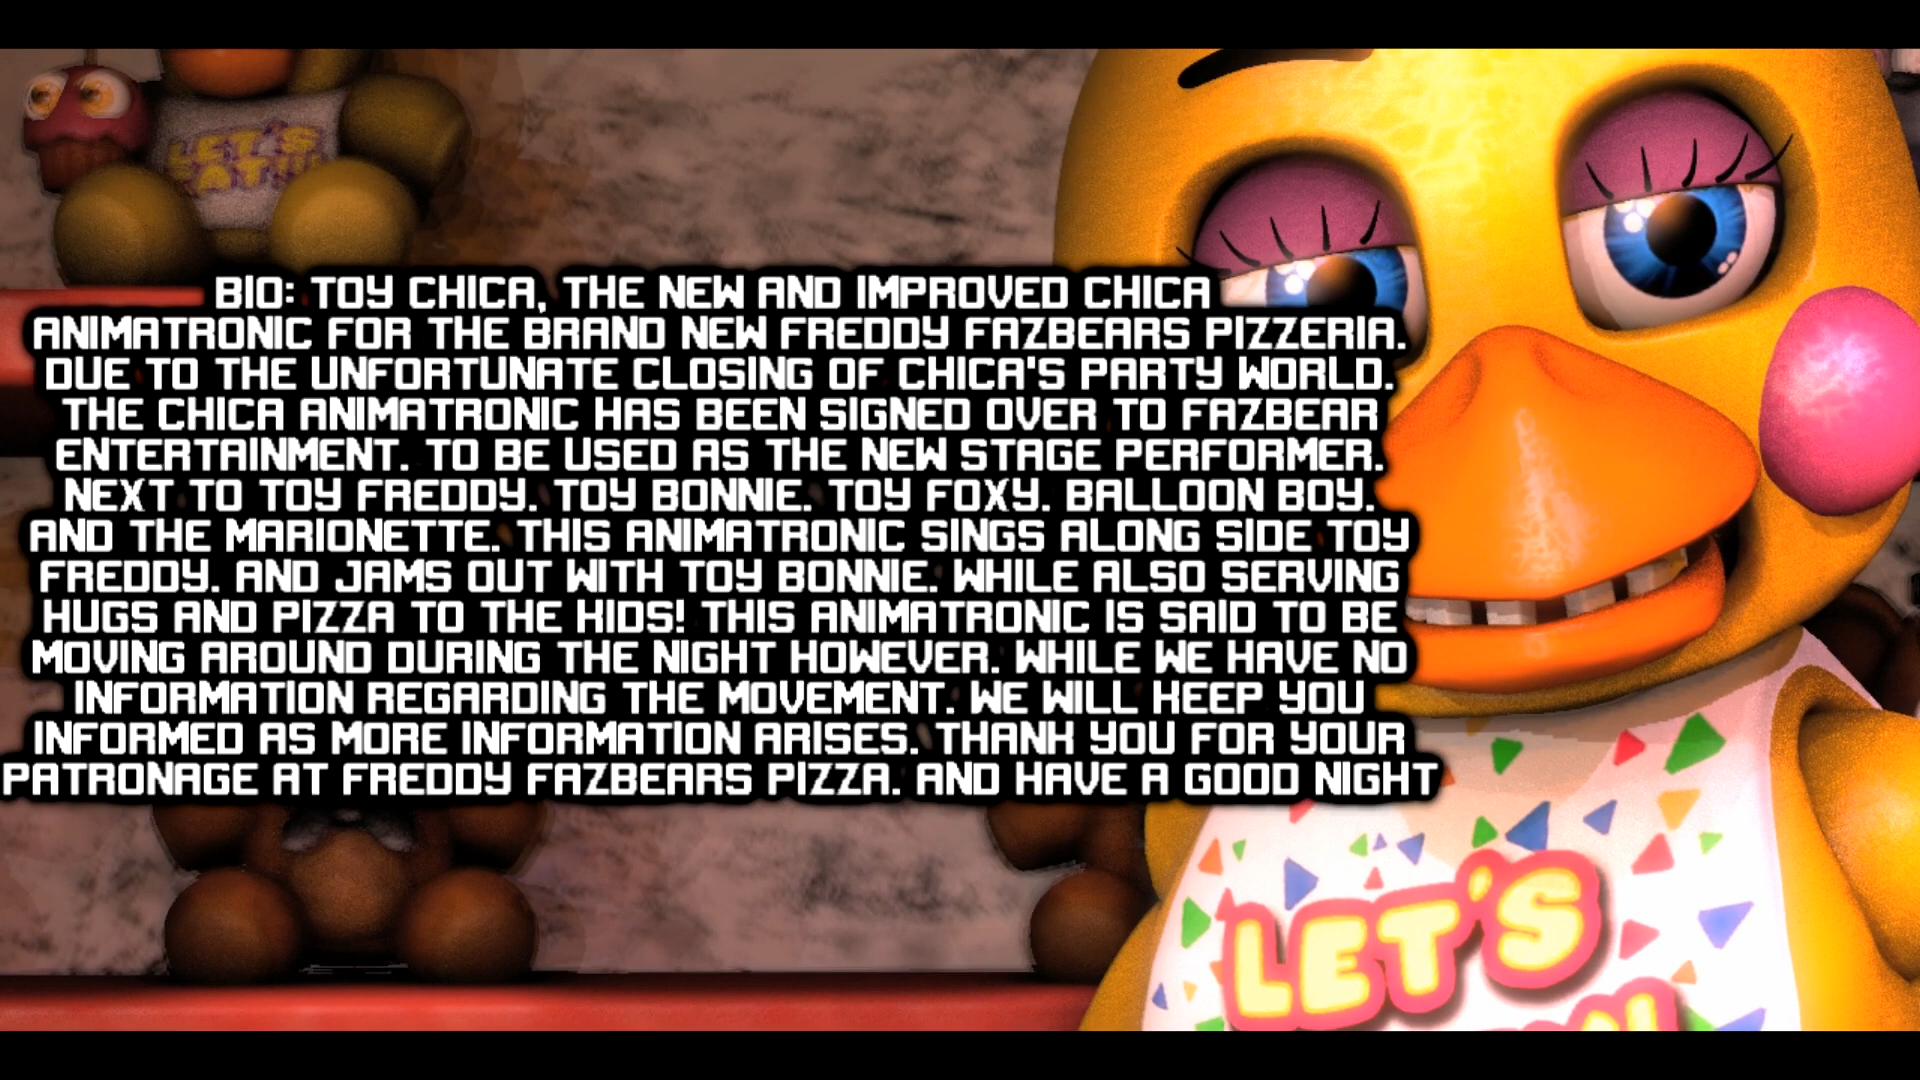 LET'S
EAT!!!
BIO: TOY CHICA, THE NEW AND IMPROVED CHICA
ANIMATRONIC FOR THE BRAND NEW FREDDY FAZBEARS PIZZERIA.
DUE TO THE UNFORTUNATE CLOSING OF CHICA'S PARTY WORLD.
THE CHICA ANIMATRONIC HAS BEEN SIGNED OVER TO FAZBEAR
ENTERTAINMENT. TO BE USED AS THE NEW STAGE PERFORMER.
NEXT TO TOY FREDDY. TOY BONNIE. TOY FOXY. BALLOON BOY.
AND THE MARIONETTE. THIS ANIMATRONIC SINGS ALONG SIDE TOY
FREDDY. AND JAMS OUT WITH TOY BONNIE. WHILE ALSO SERVING
HUGS AND PIZZA TO THE KIDS! THIS ANIMATRONIC IS SAID TO BE
MOVING AROUND DURING THE NIGHT HOWEVER. WHILE WE HAVE NO
INFORMATION REGARDING THE MOVEMENT. WE WILL KEEP YOU
INFORMED AS MORE INFORMATION ARISES. THANK YOU FOR YOUR
PATRONAGE AT FREDDY FAZBEARS PIZZA. AND HAVE A GOOD NIGHT
LET'S